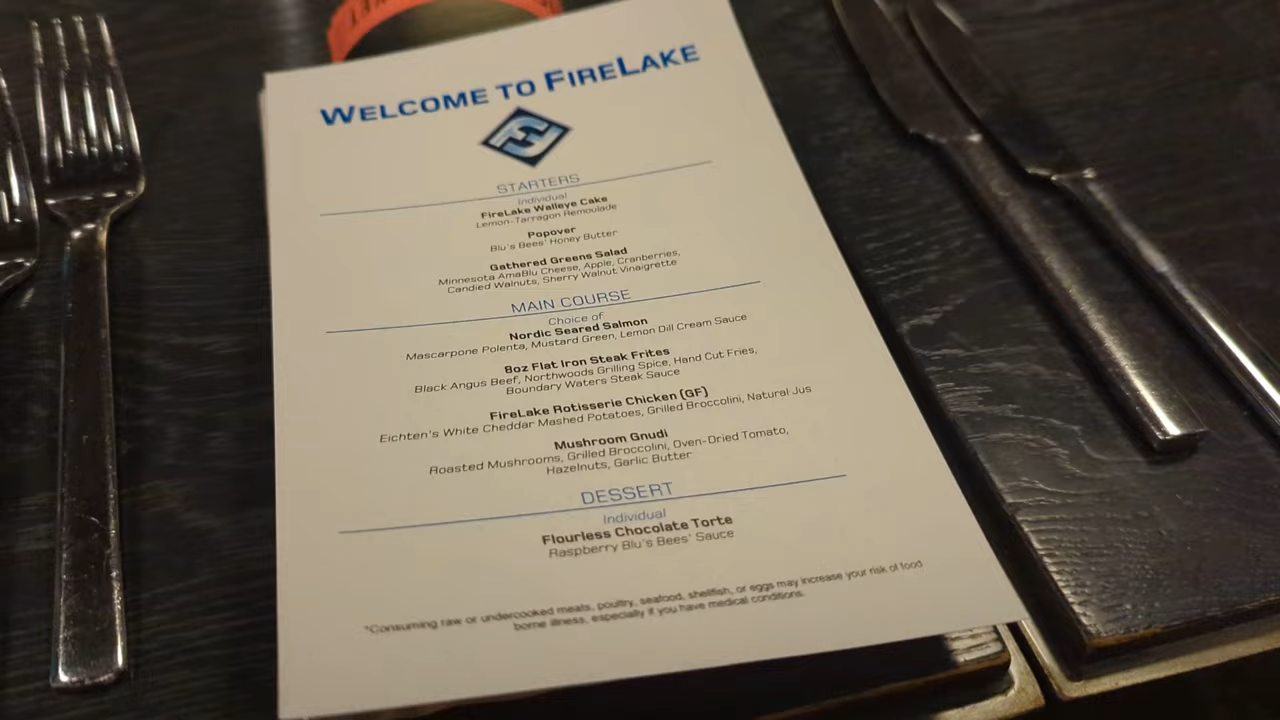 WELCOME TO FIRELAKE
STARTERS
Individual
FireLake Walleye Cake
Lemon-Tarragon Remoulade
Popover
Blu's Bees' Honey Butter
Gathered Greens Salad
Minnesota AmaBlu Cheese, Apple, Cranberries,
Candied Walnuts, Sherry Walnut Vinaigrette
MAIN COURSE
Choice of
Nordic Seared Salmon
Mascarpone Polenta, Mustard Green, Lemon Dill Cream Sauce
8oz Flat Iron Steak Frites
Black Angus Beef, Northwoods Grilling Spice, Hand Cut Fries,
Boundary Waters Steak Sauce
FireLake Rotisserie Chicken (GF)
Eichten's White Cheddar Mashed Potatoes, Grilled Broccolini, Natural Jus
Mushroom Gnudi
Roasted Mushrooms, Grilled Broccolini, Oven-Dried Tomato,
Hazelnuts, Garlic Butter
DESSERT
Individual
Flourless Chocolate Torte
Raspberry Blu's Bees' Sauce
*Consuming raw or undercooked meats, poultry, seafood, shellfish, or eggs may increase your risk of food
borne illness, especially if you have medical conditions.